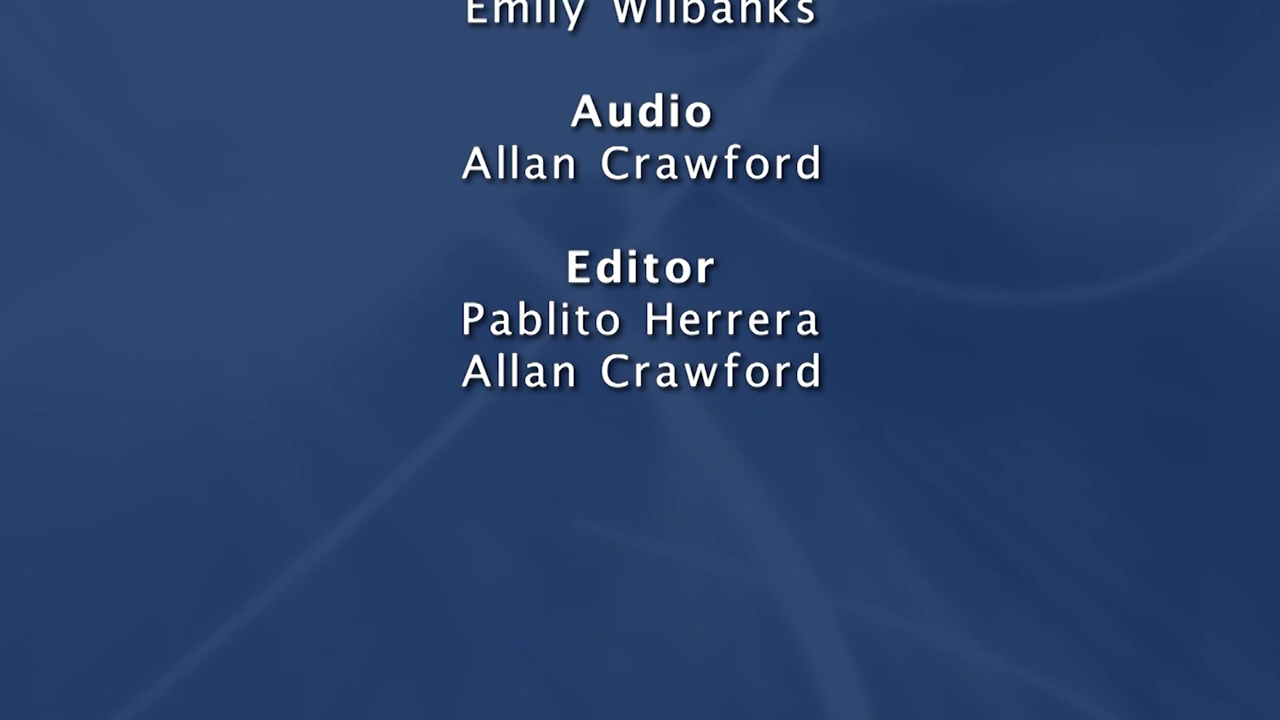 Emily Wilbanks
Audio
Allan Crawford
Editor
Pablito Herrera
Allan Crawford